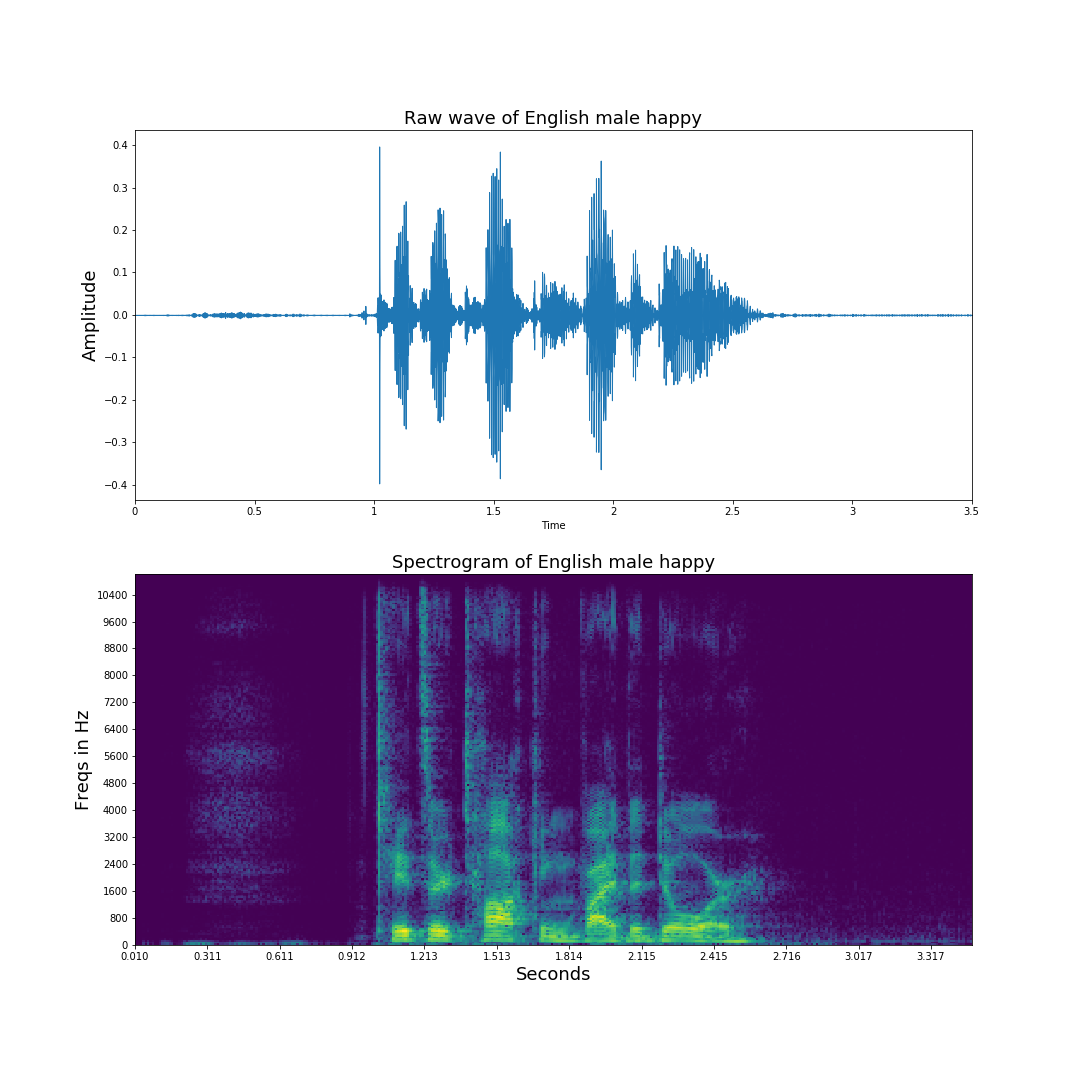 Raw wave of English male happy
0.4
0.3
0.2
0.1
0.0
−0.1
−0.2
−0.3
−0.4
Amplitude
0 0.5 1 1.5 2 2.5 3 3.5
Time
Spectrogram of English male happy
10400
9600
8800
8000
7200
6400
5600
4800
4000
3200
2400
1600
800
0
Freqs in Hz
0.010 0.311 0.611 0.912 1.213 1.513 1.814 2.115 2.415 2.716 3.017 3.317
Seconds